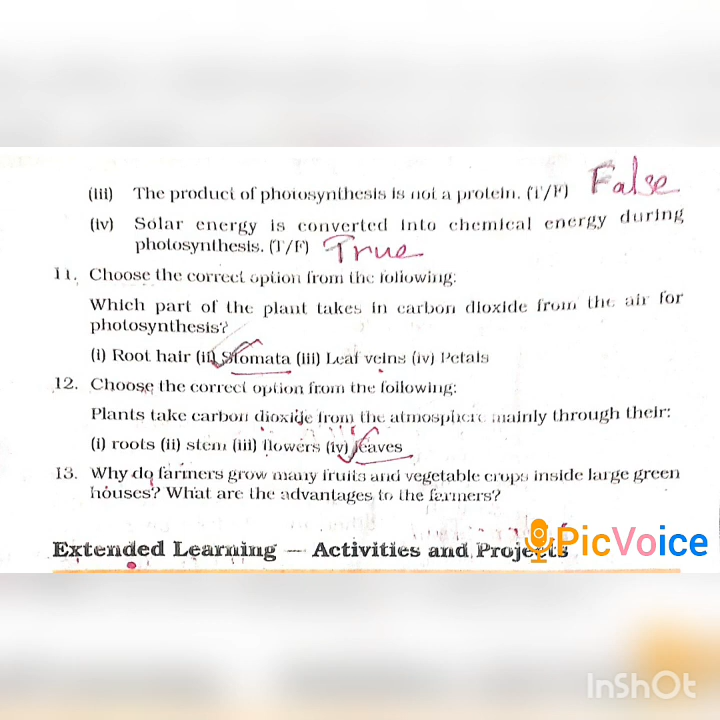 (iii) The product of photosynthesis is not a protein. (T/F) False
(iv) Solar energy is converted into chemical energy during
photosynthesis. (T/F) True
11. Choose the correct option from the following:
Which part of the plant takes in carbon dioxide from the air for
photosynthesis?
(i) Root hair (ii) Stomata (iii) Leaf veins (iv) Petals
12. Choose the correct option from the following:
Plants take carbon dioxide from the atmosphere mainly through their:
(i) roots (ii) stem (iii) flowers (iv) leaves
13. Why do farmers grow many fruits and vegetable crops inside large green
houses? What are the advantages to the farmers?
PicVoice
Extended Learning — Activities and Projects
InShOt